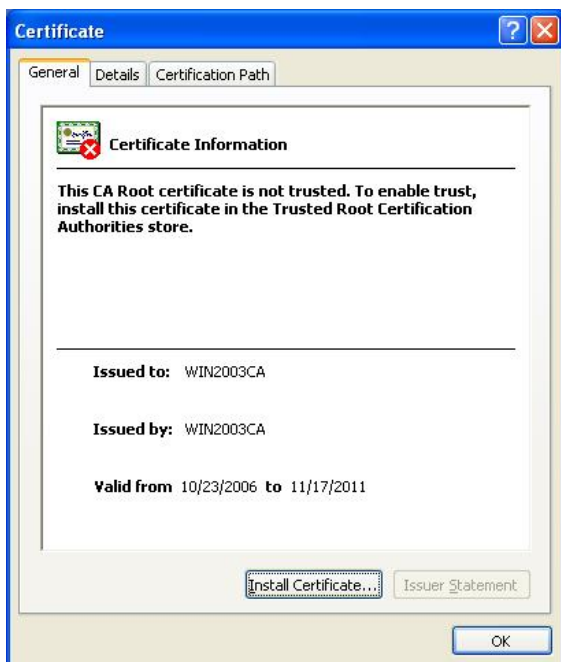 Certificate
General Details Certification Path
Certificate Information
This CA Root certificate is not trusted. To enable trust,
install this certificate in the Trusted Root Certification
Authorities store.
Issued to: WIN2003CA
Issued by: WIN2003CA
Valid from 10/23/2006 to 11/17/2011
Install Certificate... Issuer Statement
OK